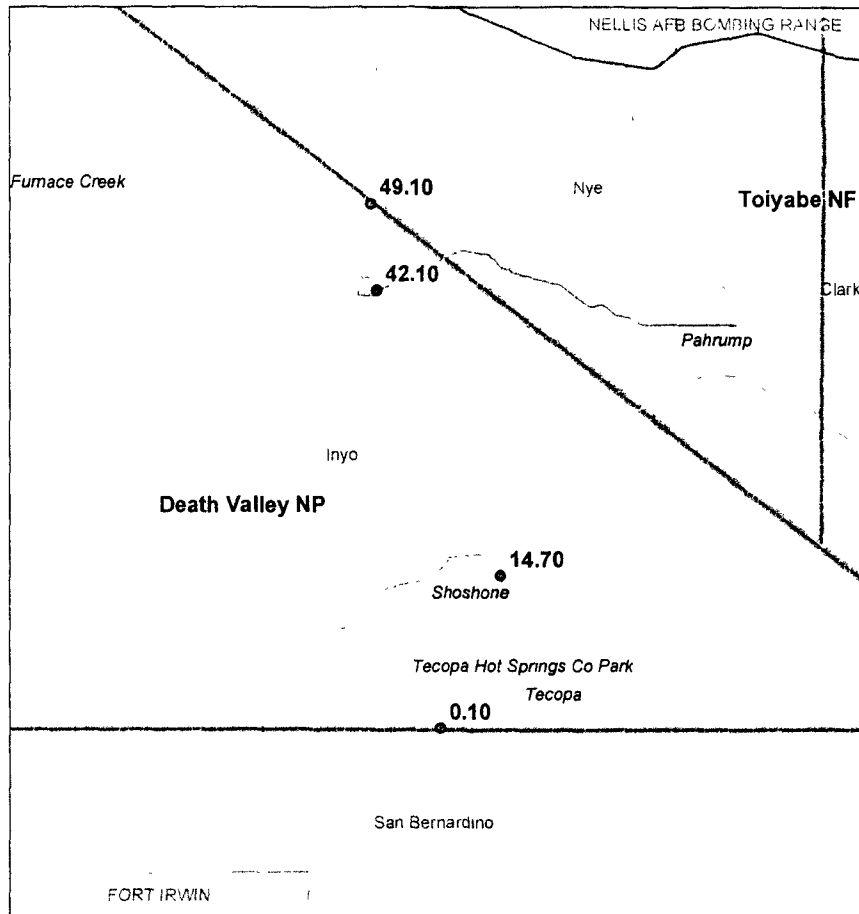 NELLIS AFB BOMBING RANGE
Furnace Creek
49.10
Nye
Toiyabe NF
42.10
Clark
Pahrump
Inyo
Death Valley NP
14.70
Shoshone
Tecopa Hot Springs Co Park
Tecopa
0.10
San Bernardino
FORT IRWIN